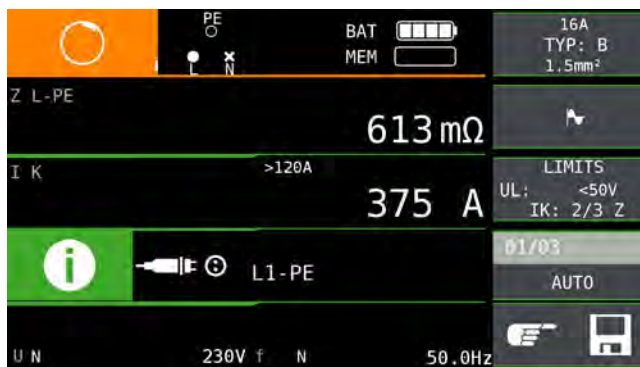 PE
L N
BAT
MEM
16A
TYP: B
1.5mm²
Z L-PE
613 mΩ
I K
>120A
375 A
LIMITS
UL: <50V
IK: 2/3 Z
i
L1-PE
01/03
AUTO
U N 230V f N 50.0Hz